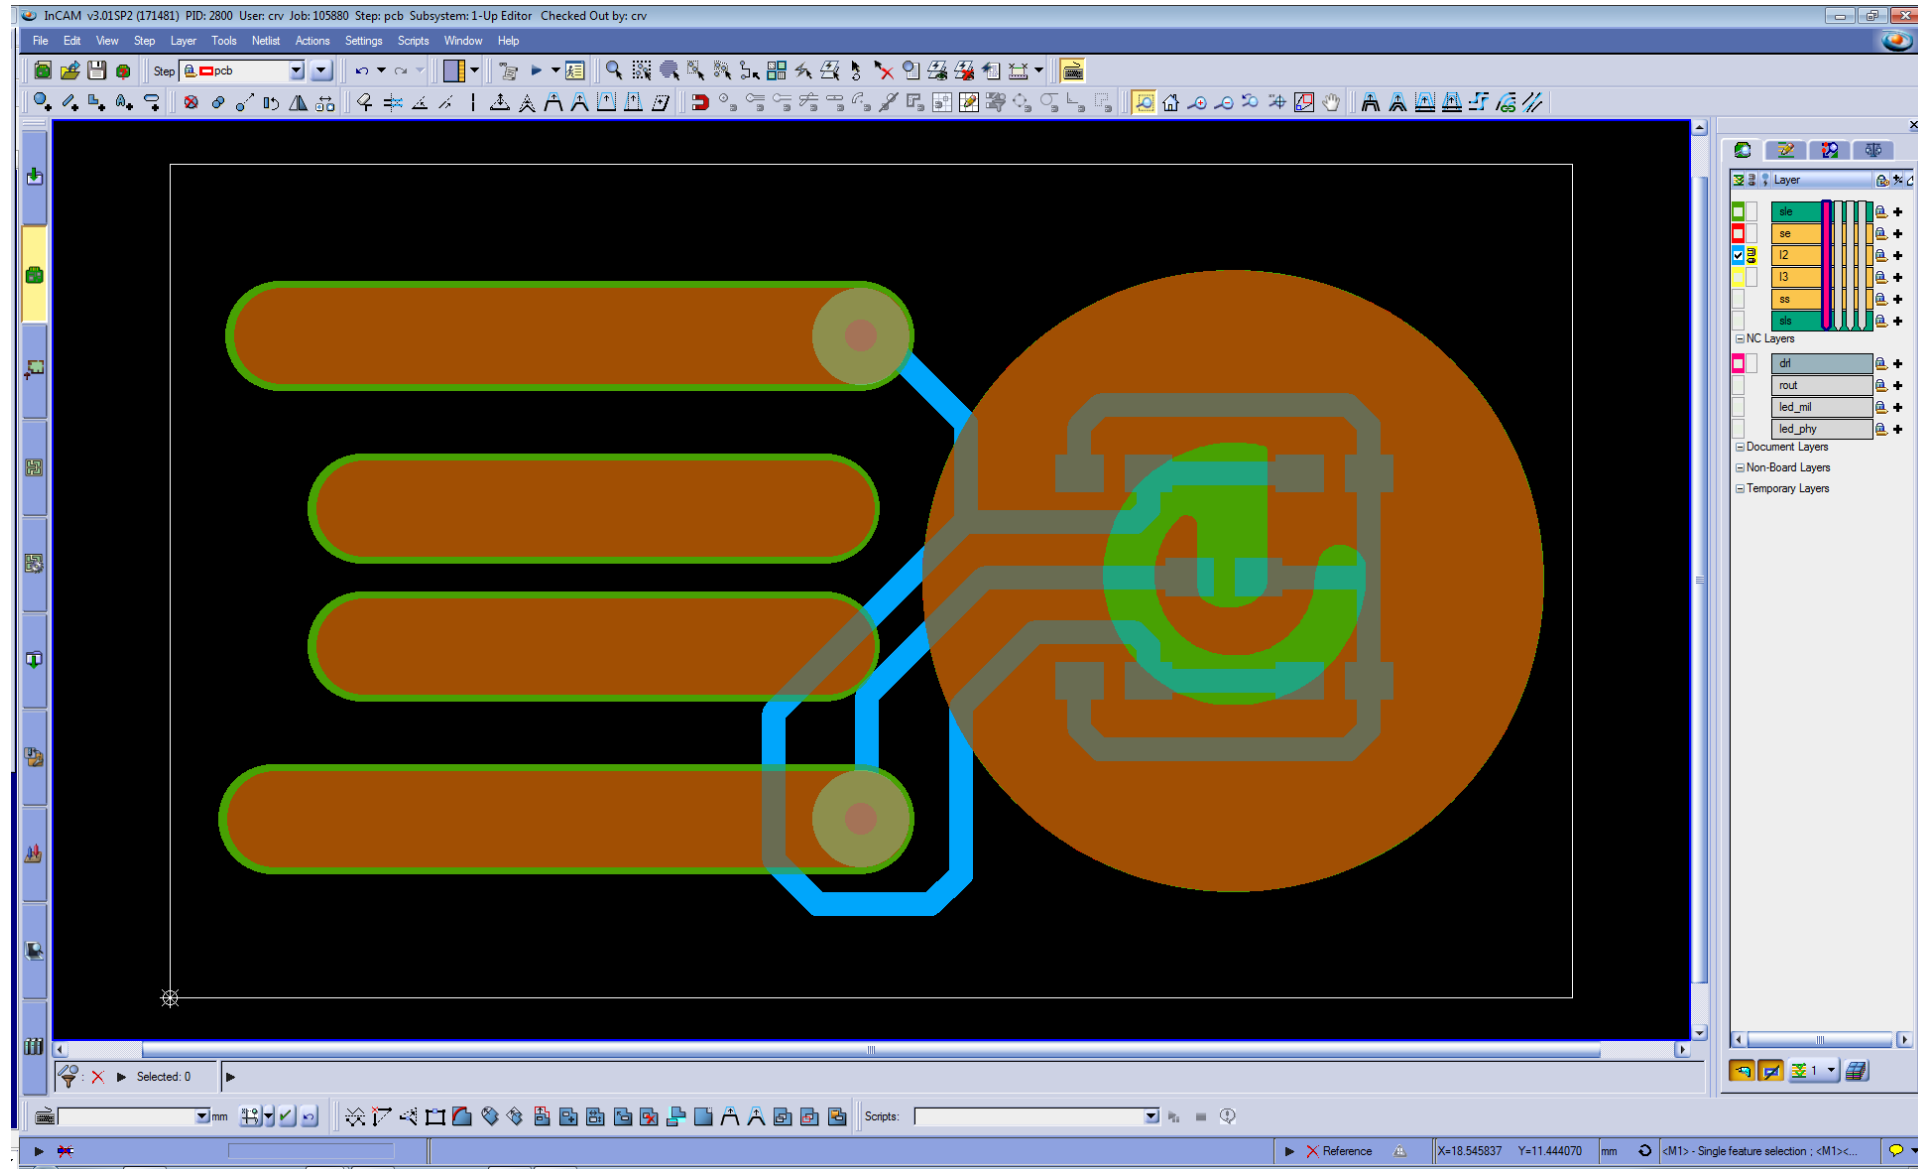 InCAM v3.01SP2 (171481) PID: 2800 User: crv Job: 105880 Step: pcb Subsystem: 1-Up Editor Checked Out by: crv
File Edit View Step Layer Tools Netlist Actions Settings Scripts Window Help
Step pcb
Layer
sle
se
l2
l3
ss
sls
NC Layers
drl
rout
led_mil
led_phy
Document Layers
Non-Board Layers
Temporary Layers
1
Selected: 0
mm
Scripts:
Reference X=18.545837 Y=11.444070 mm <M1> - Single feature selection ; <M1><...